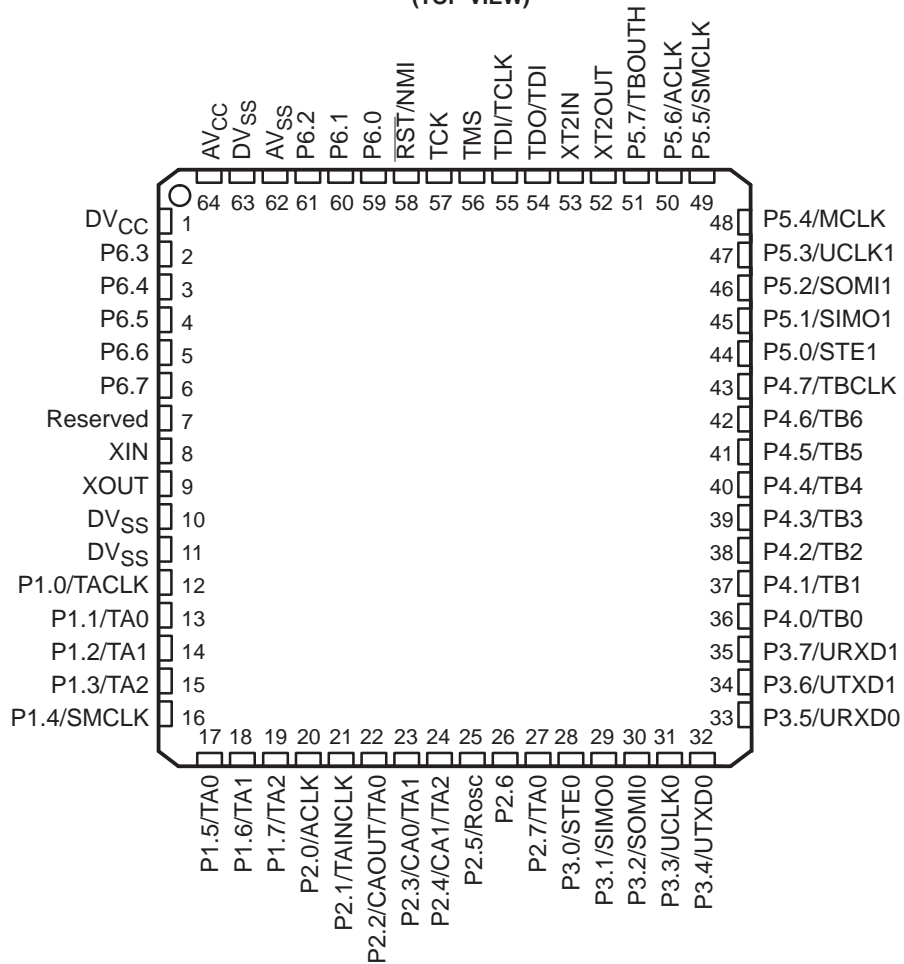 (TOP VIEW)
AVCC
DVSS
AVSS
P6.2
P6.1
P6.0
RST/NMI
TCK
TMS
TDI/TCLK
TDO/TDI
XT2IN
XT2OUT
P5.7/TBOUTH
P5.6/ACLK
P5.5/SMCLK
64 63 62 61 60 59 58 57 56 55 54 53 52 51 50 49
DVCC 1
P6.3 2
P6.4 3
P6.5 4
P6.6 5
P6.7 6
Reserved 7
XIN 8
XOUT 9
DVSS 10
DVSS 11
P1.0/TACLK 12
P1.1/TA0 13
P1.2/TA1 14
P1.3/TA2 15
P1.4/SMCLK 16
48 P5.4/MCLK
47 P5.3/UCLK1
46 P5.2/SOMI1
45 P5.1/SIMO1
44 P5.0/STE1
43 P4.7/TBCLK
42 P4.6/TB6
41 P4.5/TB5
40 P4.4/TB4
39 P4.3/TB3
38 P4.2/TB2
37 P4.1/TB1
36 P4.0/TB0
35 P3.7/URXD1
34 P3.6/UTXD1
33 P3.5/URXD0
17 18 19 20 21 22 23 24 25 26 27 28 29 30 31 32
P1.5/TA0
P1.6/TA1
P1.7/TA2
P2.0/ACLK
P2.1/TAINCLK
P2.2/CAOUT/TA0
P2.3/CA0/TA1
P2.4/CA1/TA2
P2.5/Rosc
P2.6
P2.7/TA0
P3.0/STE0
P3.1/SIMO0
P3.2/SOMI0
P3.3/UCLK0
P3.4/UTXD0